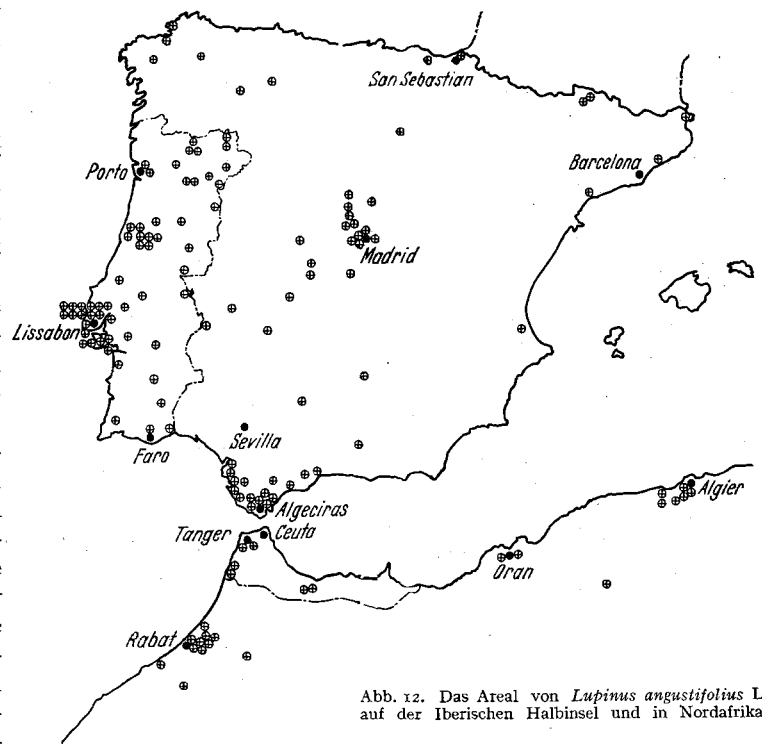 San Sebastian
Barcelona
Porto
Madrid
Lissabon
Sevilla
Faro
Algeciras
Algier
Tanger
Ceuta
Oran
Rabat
Abb. 12. Das Areal von Lupinus angustifolius L
auf der Iberischen Halbinsel und in Nordafrika